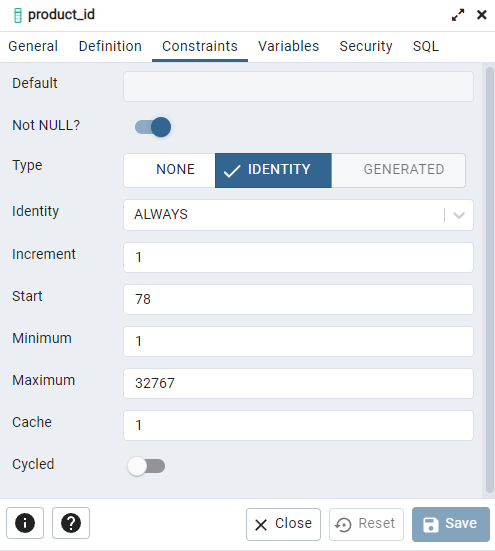 product_id
General Definition Constraints Variables Security SQL
Default
Not NULL?
Type NONE IDENTITY GENERATED
Identity ALWAYS
Increment 1
Start 78
Minimum 1
Maximum 32767
Cache 1
Cycled
Close Reset Save